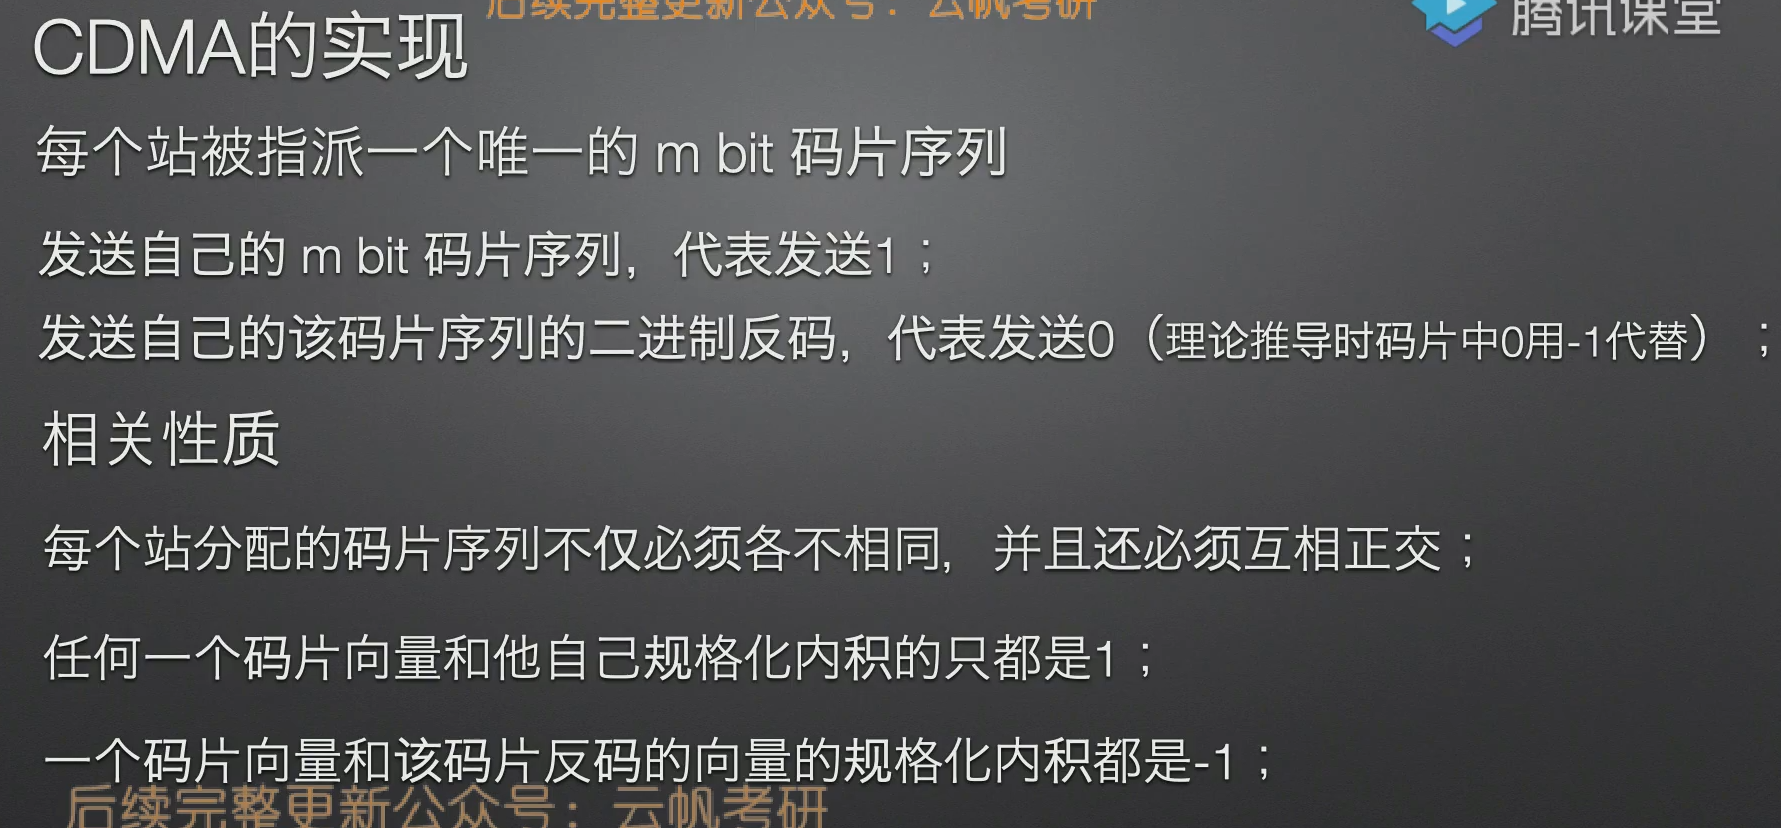 后续完整更新公众号：云帆考研
腾讯课堂
CDMA的实现
每个站被指派一个唯一的 m bit 码片序列
发送自己的 m bit 码片序列，代表发送1；
发送自己的该码片序列的二进制反码，代表发送0（理论推导时码片中0用-1代替）；
相关性质
每个站分配的码片序列不仅必须各不相同，并且还必须互相正交；
任何一个码片向量和他自己规格化内积的只都是1；
一个码片向量和该码片反码的向量的规格化内积都是-1；
后续完整更新公众号：云帆考研